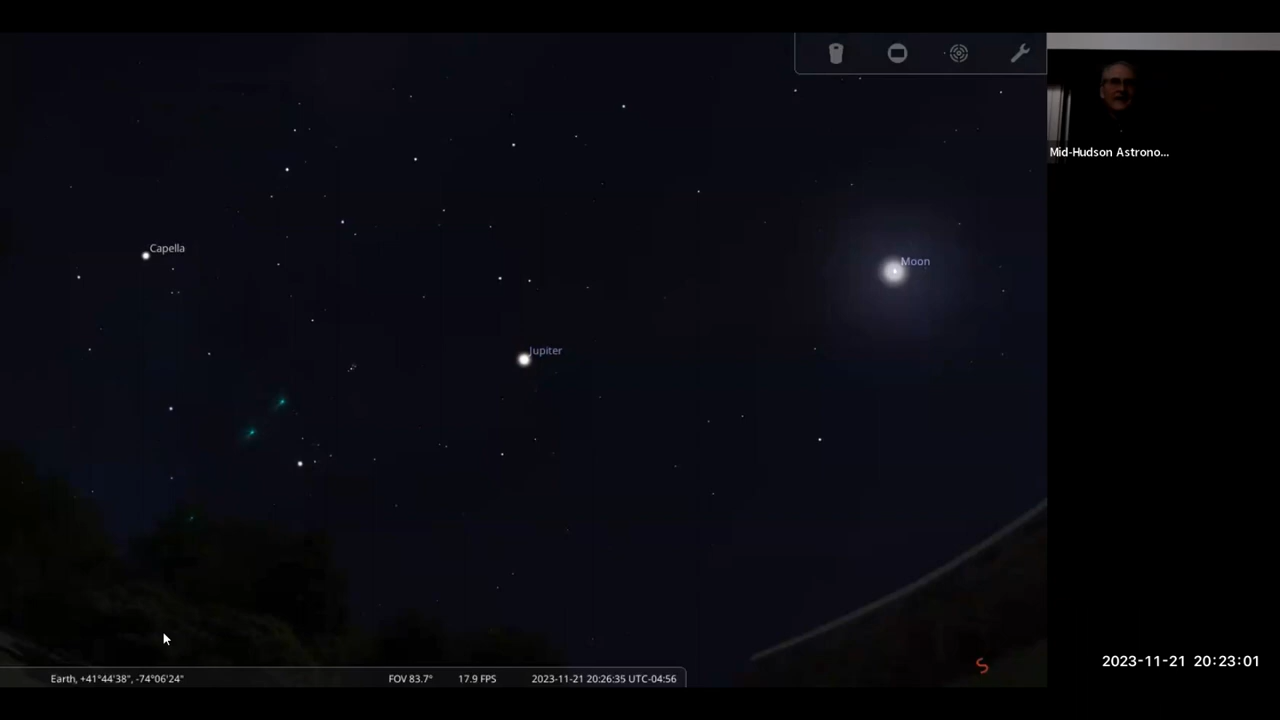 Capella
Jupiter
Moon
Mid-Hudson Astrono...
S
Earth, +41°44'38", -74°06'24"
FOV 83.7°
17.9 FPS
2023-11-21 20:26:35 UTC-04:56
2023-11-21 20:23:01